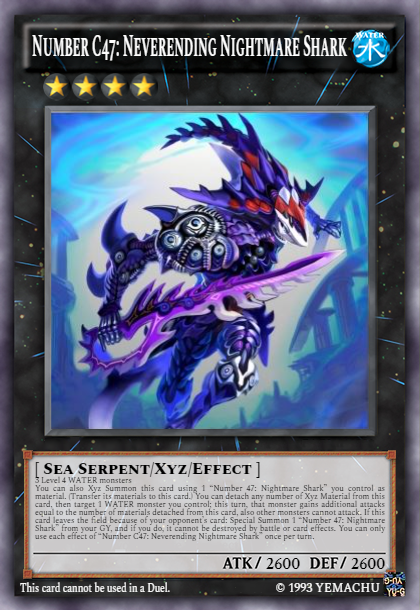 Number C47: Neverending Nightmare Shark
WATER
水
[ Sea Serpent/Xyz/Effect ]
3 Level 4 WATER monsters
You can also Xyz Summon this card using 1 "Number 47: Nightmare Shark" you control as
material. (Transfer its materials to this card.) You can detach any number of Xyz Material from this
card, then target 1 WATER monster you control; this turn, that monster gains additional attacks
equal to the number of materials detached from this card, also other monsters cannot attack. If this
card leaves the field because of your opponent's card: Special Summon 1 "Number 47: Nightmare
Shark" from your GY, and if you do, it cannot be destroyed by battle or card effects. You can only
use each effect of "Number C47: Neverending Nightmare Shark" once per turn.
ATK / 2600 DEF / 2600
This card cannot be used in a Duel.
© 1993 YEMACHU